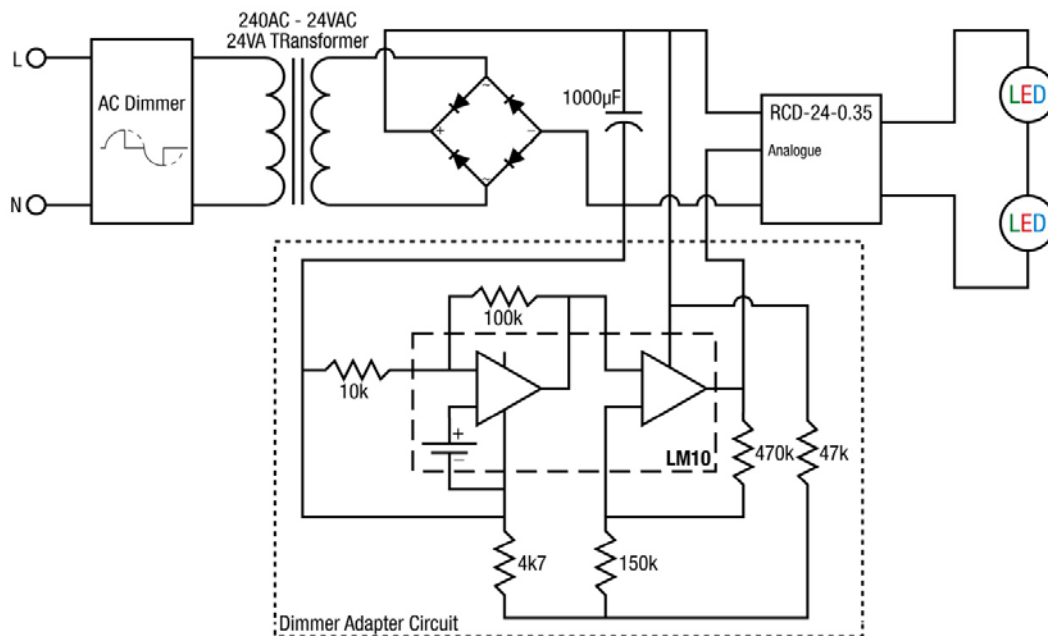 240AC - 24VAC
24VA TRansformer
L
AC Dimmer
N
~
+
−
~
1000µF
RCD-24-0.35
Analogue
LED
LED
100k
10k
+
−
LM10
470k
47k
4k7
150k
Dimmer Adapter Circuit